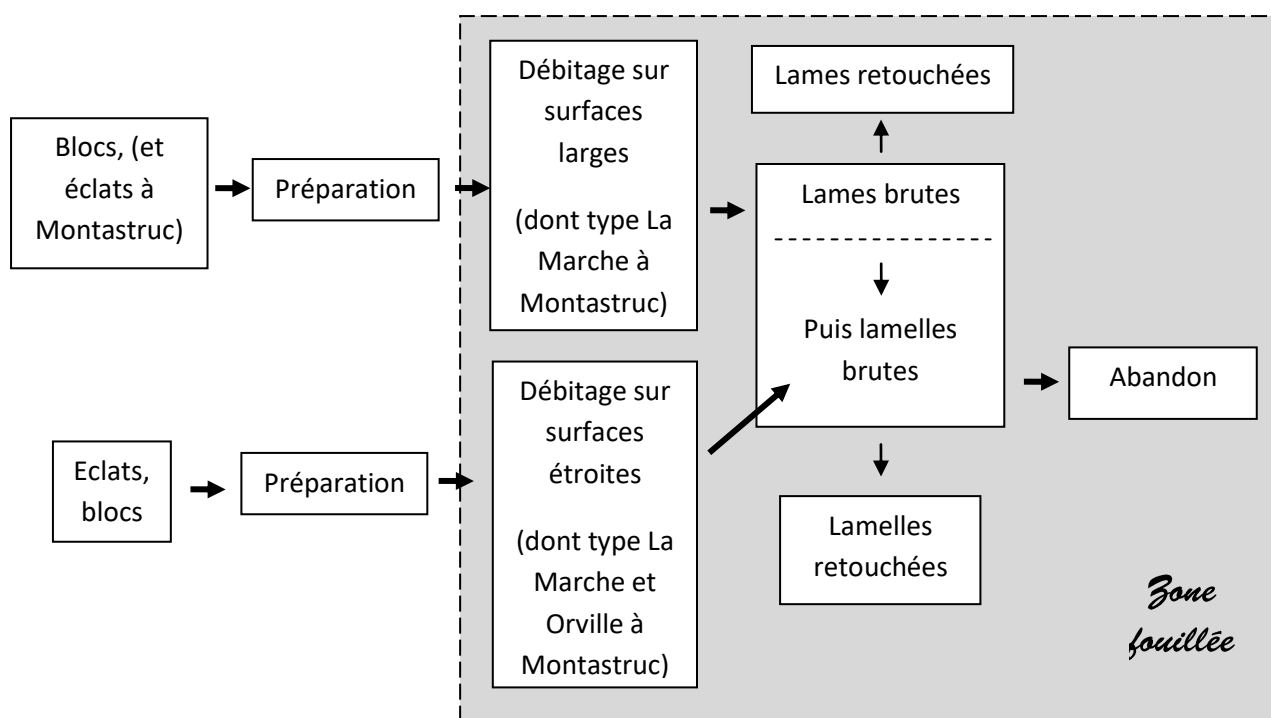 Blocs, (et
éclats à
Montastruc)
Préparation
Débitage sur
surfaces
larges
(dont type La
Marche à
Montastruc)
Lames retouchées
Lames brutes
Puis lamelles
brutes
Abandon
Eclats,
blocs
Préparation
Débitage sur
surfaces
étroites
(dont type La
Marche et
Orville à
Montastruc)
Lamelles
retouchées
Zone
fouillée